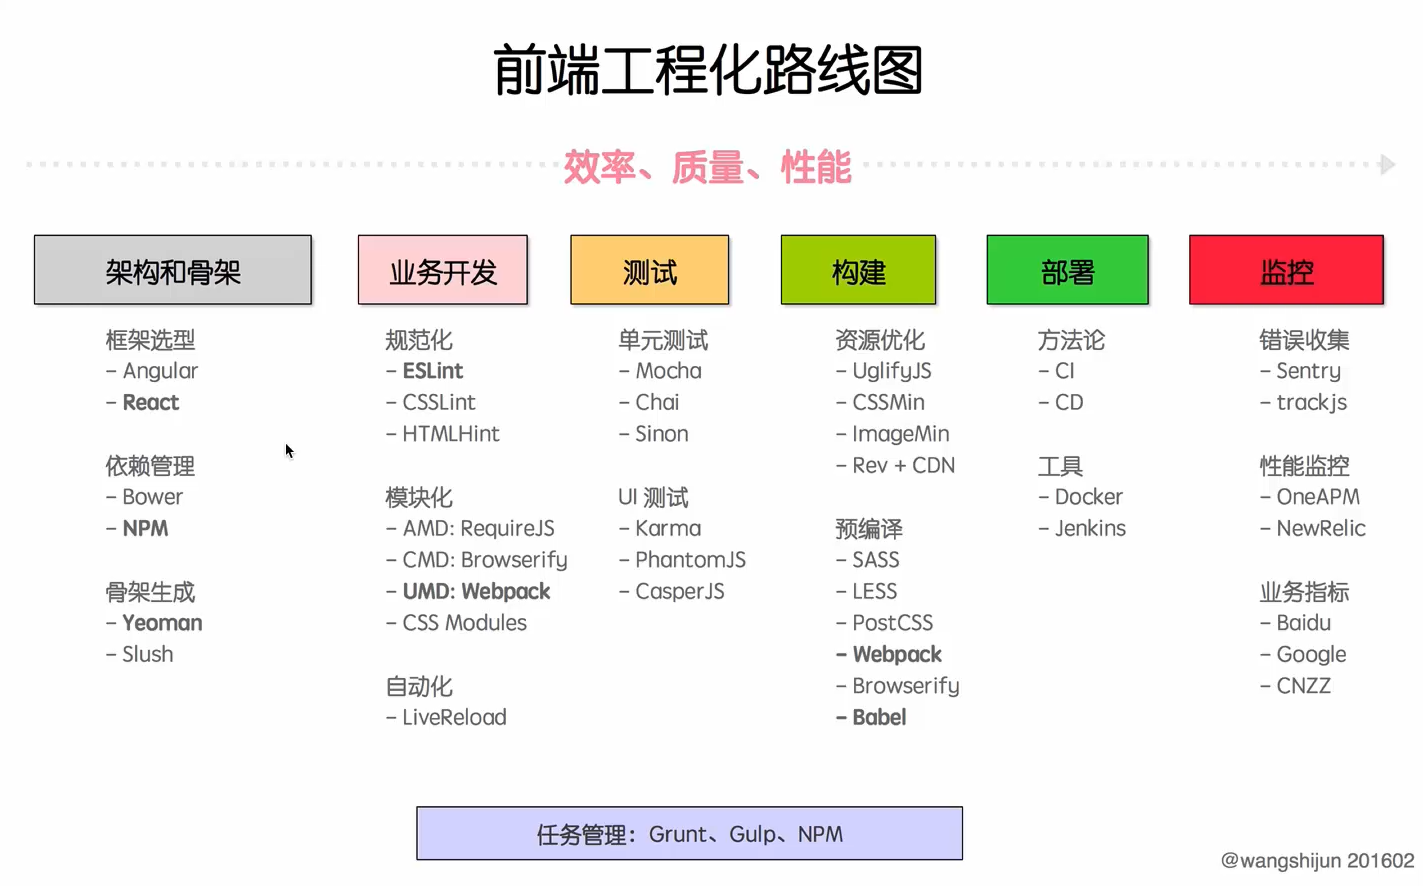 前端工程化路线图
效率、质量、性能
架构和骨架
框架选型
- Angular
- React
依赖管理
- Bower
- NPM
骨架生成
- Yeoman
- Slush
业务开发
规范化
- ESLint
- CSSLint
- HTMLHint
模块化
- AMD: RequireJS
- CMD: Browserify
- UMD: Webpack
- CSS Modules
自动化
- LiveReload
测试
单元测试
- Mocha
- Chai
- Sinon
UI 测试
- Karma
- PhantomJS
- CasperJS
构建
资源优化
- UglifyJS
- CSSMin
- ImageMin
- Rev + CDN
预编译
- SASS
- LESS
- PostCSS
- Webpack
- Browserify
- Babel
部署
方法论
- CI
- CD
工具
- Docker
- Jenkins
监控
错误收集
- Sentry
- trackjs
性能监控
- OneAPM
- NewRelic
业务指标
- Baidu
- Google
- CNZZ
任务管理：Grunt、Gulp、NPM
@wangshijun 201602